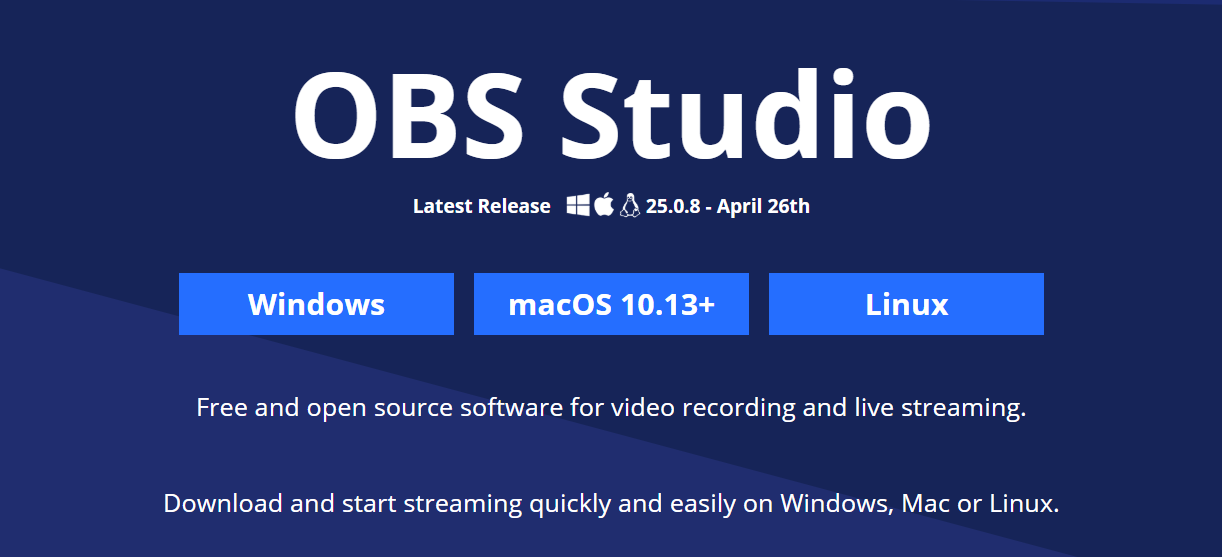 OBS Studio
Latest Release 25.0.8 - April 26th
Windows macOS 10.13+ Linux
Free and open source software for video recording and live streaming.
Download and start streaming quickly and easily on Windows, Mac or Linux.